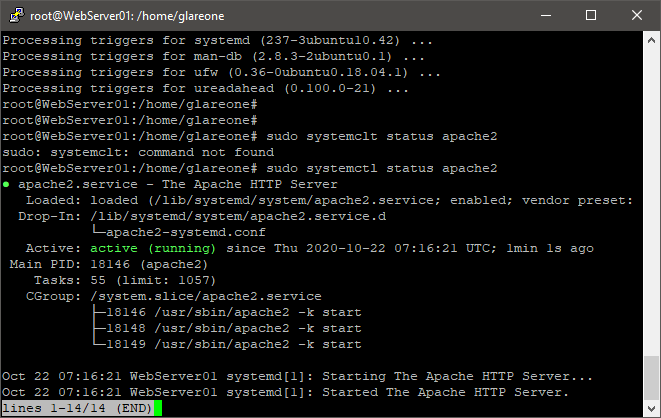 root@WebServer01: /home/glareone
Processing triggers for systemd (237-3ubuntu10.42) ...
Processing triggers for man-db (2.8.3-2ubuntu0.1) ...
Processing triggers for ufw (0.36-0ubuntu0.18.04.1) ...
Processing triggers for ureadahead (0.100.0-21) ...
root@WebServer01:/home/glareone#
root@WebServer01:/home/glareone#
root@WebServer01:/home/glareone# sudo systemclt status apache2
sudo: systemclt: command not found
root@WebServer01:/home/glareone# sudo systemctl status apache2
● apache2.service - The Apache HTTP Server
   Loaded: loaded (/lib/systemd/system/apache2.service; enabled; vendor preset:
  Drop-In: /lib/systemd/system/apache2.service.d
           └─apache2-systemd.conf
   Active: active (running) since Thu 2020-10-22 07:16:21 UTC; 1min 1s ago
 Main PID: 18146 (apache2)
    Tasks: 55 (limit: 1057)
   CGroup: /system.slice/apache2.service
           ├─18146 /usr/sbin/apache2 -k start
           ├─18148 /usr/sbin/apache2 -k start
           └─18149 /usr/sbin/apache2 -k start
Oct 22 07:16:21 WebServer01 systemd[1]: Starting The Apache HTTP Server...
Oct 22 07:16:21 WebServer01 systemd[1]: Started The Apache HTTP Server.
lines 1-14/14 (END)